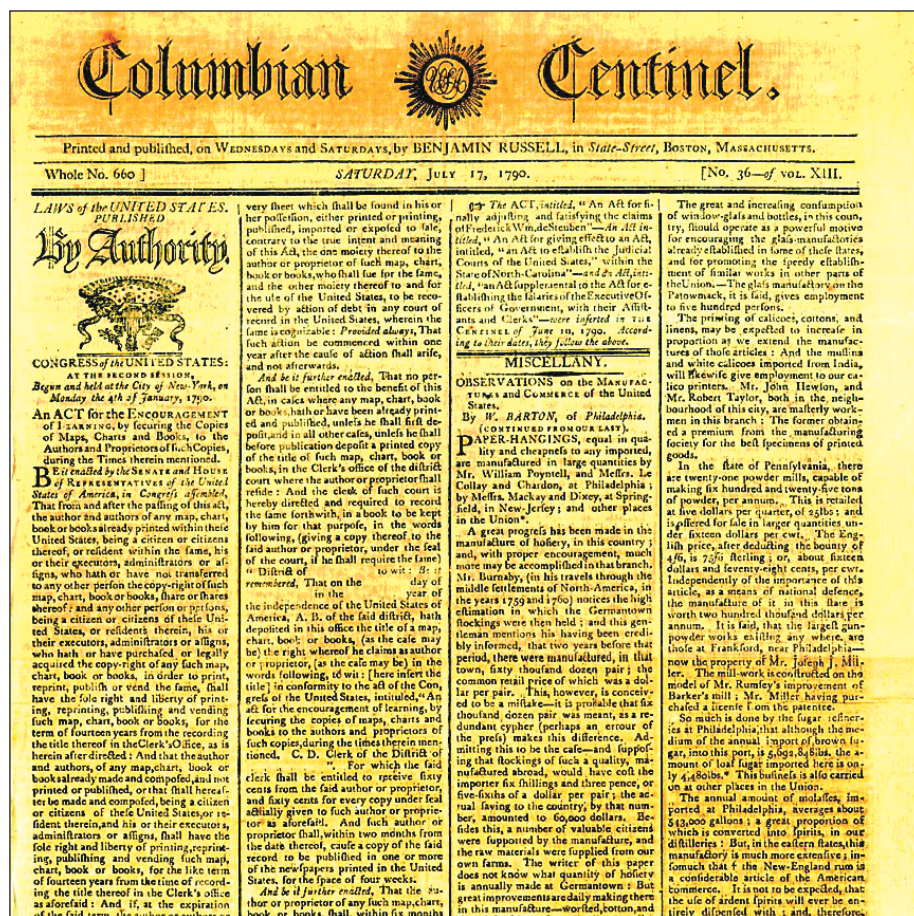 Columbian Centinel.
Printed and publiſhed, on WEDNESDAYS and SATURDAYS, by BENJAMIN RUSSELL, in State-Street, BOSTON, MASSACHUSETTS.
Whole No. 660 ] SATURDAY, JULY 17, 1790. [No. 36—of VOL. XIII.
LAWS of the UNITED STATES.
PUBLISHED
By Authority.
CONGRESS of the UNITED STATES:
AT THE SECOND SESSION,
Begun and held at the City of New-York, on
Monday the 4th of January, 1790.
An ACT for the ENCOURAGEMENT
of LEARNING, by ſecuring the Copies
of Maps, Charts and Books, to the
Authors and Proprietors of ſuch Copies,
during the Times therein mentioned.
BE it enacted by the SENATE and HOUSE
of REPRESENTATIVES of the United
States of America, in Congreſs aſſembled,
That from and after the paſſing of this act,
the author and authors of any map, chart,
book or books already printed within theſe
United States, being a citizen or citizens
thereof, or reſident within the ſame, his
or their executors, adminiſtrators or aſ-
ſigns, who hath or have not transferred
to any other perſon the copy-right of ſuch
map, chart, book or books, ſhare or ſhares
thereof: and any other perſon or perſons,
being a citizen or citizens of theſe Uni-
ted States, or reſidents therein, his or
their executors, adminiſtrators or aſſigns,
who hath or have purchaſed or legally
acquired the copy-right of any ſuch map,
chart, book or books, in order to print,
reprint, publiſh or vend the ſame, ſhall
have the ſole right and liberty of print-
ing, reprinting, publiſhing and vending
ſuch map, chart, book or books, for the
term of fourteen years from the recording
the title thereof in the Clerk's Office, as is
herein after directed: And that the author
and authors, of any map, chart, book or
books already made and compoſed, and not
printed or publiſhed, or that ſhall hereaf-
ter be made and compoſed, being a citizen
or citizens of theſe United States, or re-
ſident therein, and his or their executors,
adminiſtrators or aſſigns, ſhall have the
ſole right and liberty of printing, reprint-
ing, publiſhing and vending ſuch map,
chart, book or books, for the like term
of fourteen years from the time of record-
ing the title thereof in the Clerk's office
as aforeſaid: And if, at the expiration
of the ſaid term, the author or authors or
very ſheet which ſhall be found in his or
her poſſeſſion, either printed or printing,
publiſhed, imported or expoſed to ſale,
contrary to the true intent and meaning
of this Act, the one moiety thereof to the
author or proprietor of ſuch map, chart,
book or books, who ſhall ſue for the ſame,
and the other moiety thereof to and for
the uſe of the United States, to be reco-
vered by action of debt in any court of
record in the United States, wherein the
ſame is cognizable: Provided always, That
ſuch action be commenced within one
year after the cauſe of action ſhall ariſe,
and not afterwards.
And be it further enacted, That no per-
ſon ſhall be entitled to the benefit of this
Act, in caſes where any map, chart, book
or books, hath or have been already print-
ed and publiſhed, unleſs he ſhall firſt de-
poſit, and in all other caſes, unleſs he ſhall
before publication depoſit a printed copy
of the title of ſuch map, chart, book or
books, in the Clerk's office of the diſtrict
court where the author or proprietor ſhall
reſide: And the clerk of ſuch court is
hereby directed and required to record
the ſame forthwith, in a book to be kept
by him for that purpoſe, in the words
following, (giving a copy thereof to the
ſaid author or proprietor, under the ſeal
of the court, if he ſhall require the ſame)
" Diſtrict of to wit: Be it
remembered, That on the day of
in the year of
the independence of the United States of
America, A. B. of the ſaid diſtrict, hath
depoſited in this office the title of a map,
chart, book or books, (as the caſe may
be) the right whereof he claims as author
or proprietor, (as the caſe may be) in the
words following, to wit: [here inſert the
title] in conformity to the act of the Con-
greſs of the United States, intituled, "An
act for the encouragement of learning, by
ſecuring the copies of maps, charts and
books to the authors and proprietors of
ſuch copies, during the times therein men-
tioned. C. D. Clerk of the Diſtrict of
". For which the ſaid
clerk ſhall be entitled to receive ſixty
cents from the ſaid author or proprietor,
and ſixty cents for every copy under ſeal
actually given to ſuch author or proprie-
tor as aforeſaid. And ſuch author or
proprietor ſhall, within two months from
the date thereof, cauſe a copy of the ſaid
record to be publiſhed in one or more
of the newſpapers printed in the United
States, for the ſpace of four weeks.
And be it further enacted, That the au-
thor or proprietor of any ſuch map, chart,
book or books, ſhall, within ſix months
The ACT, intitled, " An Act for fi-
nally adjuſting and ſatisfying the claims
of Frederick Wm. de Steuben"—An Act in-
titled, " An Act for giving effect to an Act,
intitled, " an Act to eſtabliſh the Judicial
Courts of the United States," within the
State of North-Carolina"—and an Act, inti-
tled, "an Act ſupplemental to the Act for e-
ſtabliſhing the ſalaries of the Executive Of-
ficers of Government, with their Aſſiſt-
ants and Clerks"—were inſerted in THE
CENTINEL of June 10, 1790. Accord-
ing to their dates, they follow the above.
MISCELLANY.
OBSERVATIONS on the MANUFAC-
TURES and COMMERCE of the United
States.
By W. BARTON, of Philadelphia.
(CONTINUED FROM OUR LAST).
PAPER-HANGINGS, equal in qua-
lity and cheapneſs to any imported,
are manufactured in large quantities by
Mr. William Poyntell, and Meſſrs. Le
Collay and Chardon, at Philadelphia;
by Meſſrs. Mackay and Dixey, at Spring-
field, in New-Jerſey; and other places
in the Union*.
A great progreſs has been made in the
manufacture of hoſiery, in this country;
and, with proper encouragement, much
more may be accompliſhed in that branch.
Mr. Burnaby, (in his travels through the
middle ſettlements of North-America, in
the years 1759 and 1760) notices the high
eſtimation in which the Germantown
ſtockings were then held; and this gen-
tleman mentions his having been credi-
bly informed, that two years before that
period, there were manufactured, in that
town, ſixty thouſand dozen pair; the
common retail price of which was a dol-
lar per pair. This, however, is conceiv-
ed to be a miſtake—it is probable that ſix
thouſand dozen pair was meant, as a re-
dundant cypher (perhaps an errour of
the preſs) makes this difference. Ad-
mitting this to be the caſe—and ſuppoſ-
ing that ſtockings of ſuch a quality, ma-
nufactured abroad, would have coſt the
importer ſix ſhillings and three pence, or
five-ſixths of a dollar per pair; the an-
nual ſaving to the country, by that num-
ber, amounted to 60,000 dollars. Be-
ſides this, a number of valuable citizens
were ſupported by the manufacture, and
the raw materials were ſupplied from our
own farms. The writer of this paper
does not know what quantity of hoſiery
is annually made at Germantown: But
great improvements are daily making there
in this manufacture—worſted, cotton, and
The great and increaſing conſumption
of window-glaſs and bottles, in this coun-
try, ſhould operate as a powerful motive
for encouraging the glaſs-manufactories
already eſtabliſhed in ſome of theſe ſtates,
and for promoting the ſpeedy eſtabliſh-
ment of ſimilar works in other parts of
the Union.—The glaſs manufactory, on the
Patowmack, it is ſaid, gives employment
to five hundred perſons.
The printing of calicoes, cottons, and
linens, may be expected to increaſe in
proportion as we extend the manufac-
tures of thoſe articles: And the muſlins
and white calicoes imported from India,
will likewiſe give employment to our ca-
lico printers. Mr. John Hewſon, and
Mr. Robert Taylor, both in the neigh-
bourhood of this city, are maſterly work-
men in this branch; The former obtain-
ed a premium from the manufacturing
ſociety for the beſt ſpecimens of printed
goods.
In the ſtate of Pennſylvania, there
are twenty-one powder mills, capable of
making ſix hundred and twenty-five tons
of powder, per annum. This is retailed
at five dollars per quarter, of 25lbs; and
is offered for ſale in larger quantities un-
der ſixteen dollars per cwt. The Eng-
liſh price, after deducting the bounty of
4ſ6, is 75ſ6 ſterling; or, about ſixteen
dollars and ſeventy-eight cents, per cwt.
Independently of the importance of this
article, as a means of national defence,
the manufacture of it in this ſtate is
worth two hundred thouſand dollars per
annum. It is ſaid, that the largeſt gun-
powder works exiſting any where, are
thoſe at Frankford, near Philadelphia—
now the property of Mr. Joſeph J. Mil-
ler. The mill-work is conſtructed on the
model of Mr. Rumſey's improvement of
Barker's mill; Mr. Miller having pur-
chaſed a licenſe from the patentee.
So much is done by the ſugar refiner-
ies at Philadelphia, that although the me-
dium of the annual import of brown ſu-
gar, into this port, is 5,692,848lbs, the a-
mount of loaf ſugar imported here is on-
ly 4,480lbs.* This buſineſs is alſo carried
on at other places in the Union.
The annual amount of molaſſes, im-
ported at Philadelphia, averages about
543,000 gallons; a great proportion of
which is converted into ſpirits, in our
diſtilleries: But, in the eaſtern ſtates, this
manufactory is much more extenſive; in-
ſomuch that the New-England rum is
a conſiderable article of the American
commerce. It is not to be expected, that
the uſe of ardent ſpirits will ever be en-
tirely diſpenſed with; and, therefore,